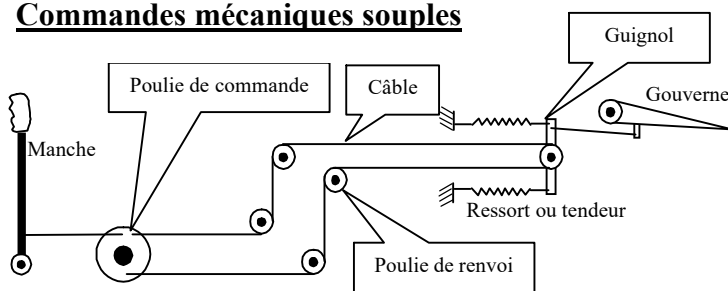 Commandes mécaniques souples
Guignol
Poulie de commande
Câble
Gouverne
Manche
Ressort ou tendeur
Poulie de renvoi